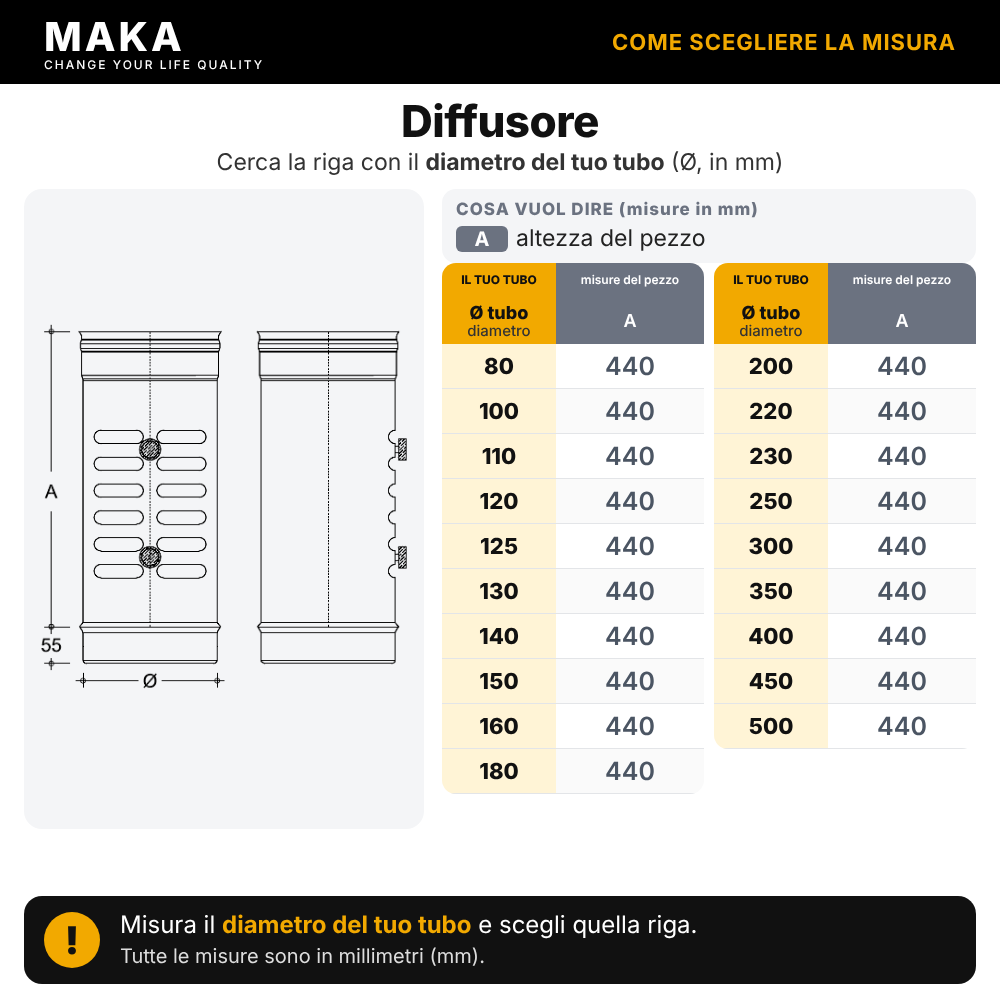 MAKA
CHANGE YOUR LIFE QUALITY
COME SCEGLIERE LA MISURA
Diffusore
Cerca la riga con il diametro del tuo tubo (Ø, in mm)
A
55
Ø
COSA VUOL DIRE (misure in mm)
A altezza del pezzo
IL TUO TUBO misure del pezzo
Ø tubo A
diametro
80 440
100 440
110 440
120 440
125 440
130 440
140 440
150 440
160 440
180 440
IL TUO TUBO misure del pezzo
Ø tubo A
diametro
200 440
220 440
230 440
250 440
300 440
350 440
400 440
450 440
500 440
!
Misura il diametro del tuo tubo e scegli quella riga.
Tutte le misure sono in millimetri (mm).